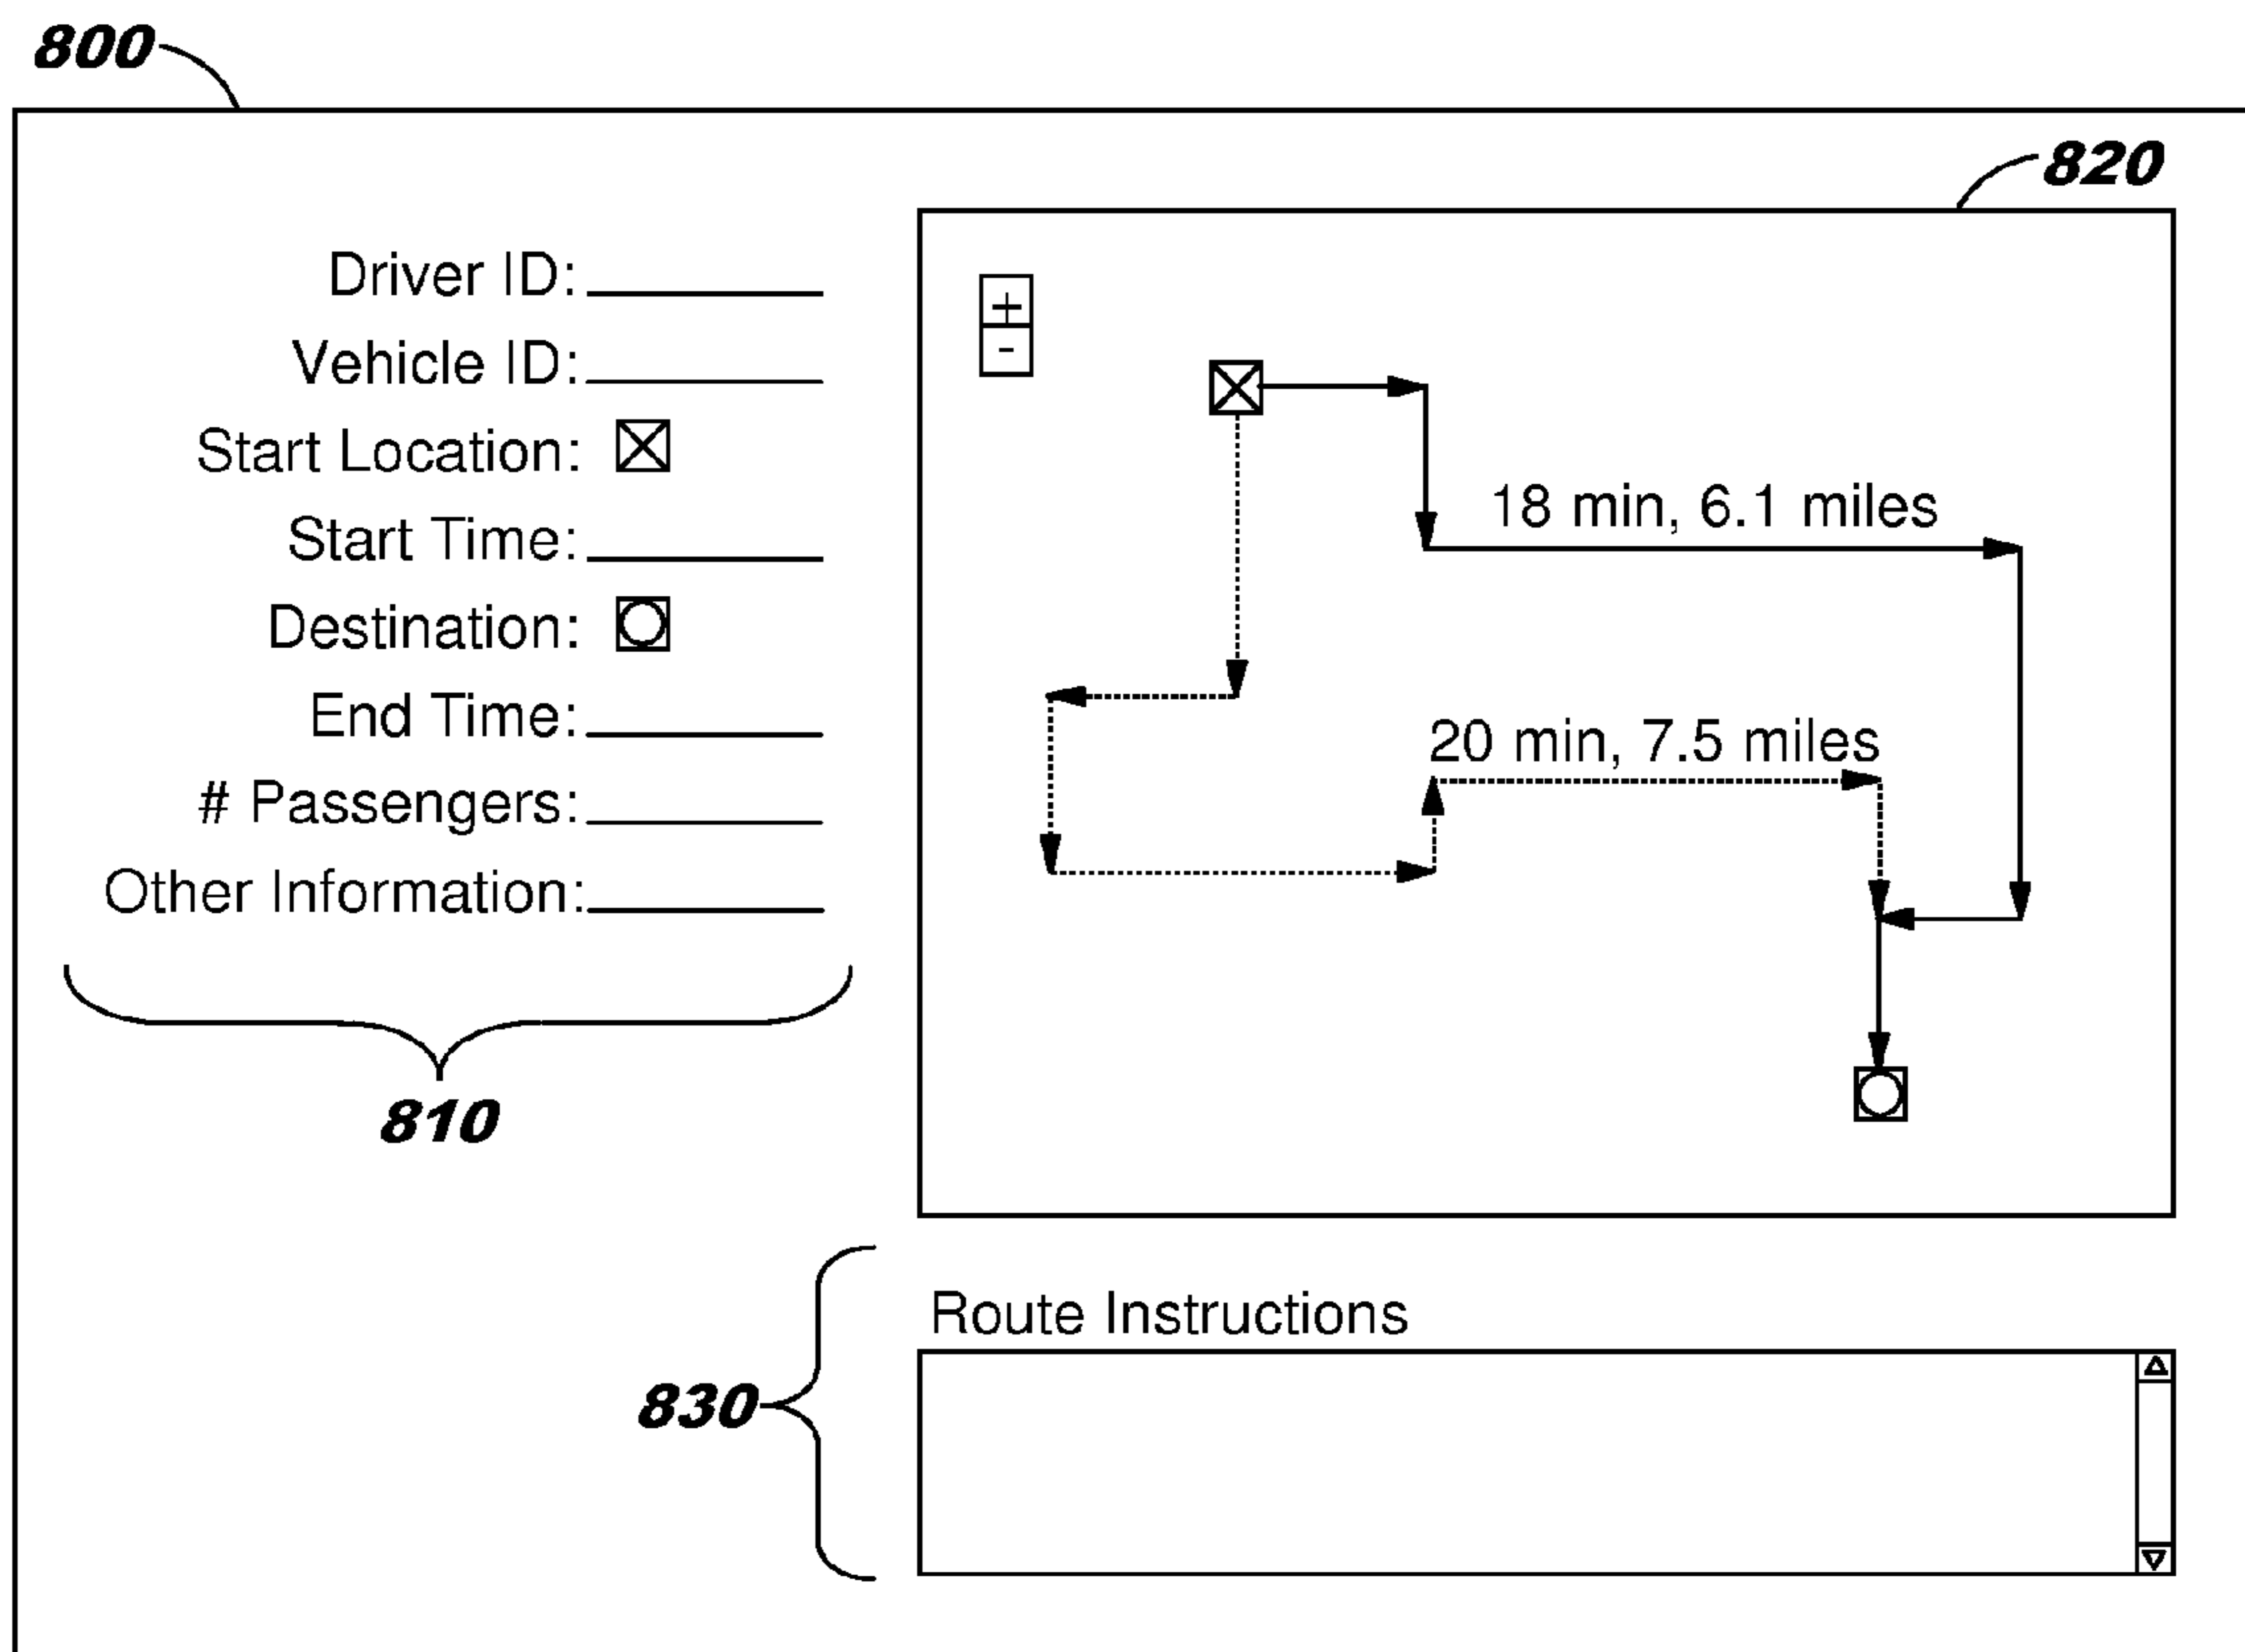 800
820
Driver ID:
Vehicle ID:
Start Location:
Start Time:
Destination:
End Time:
# Passengers:
Other Information:
810
+
-
18 min, 6.1 miles
20 min, 7.5 miles
830
Route Instructions